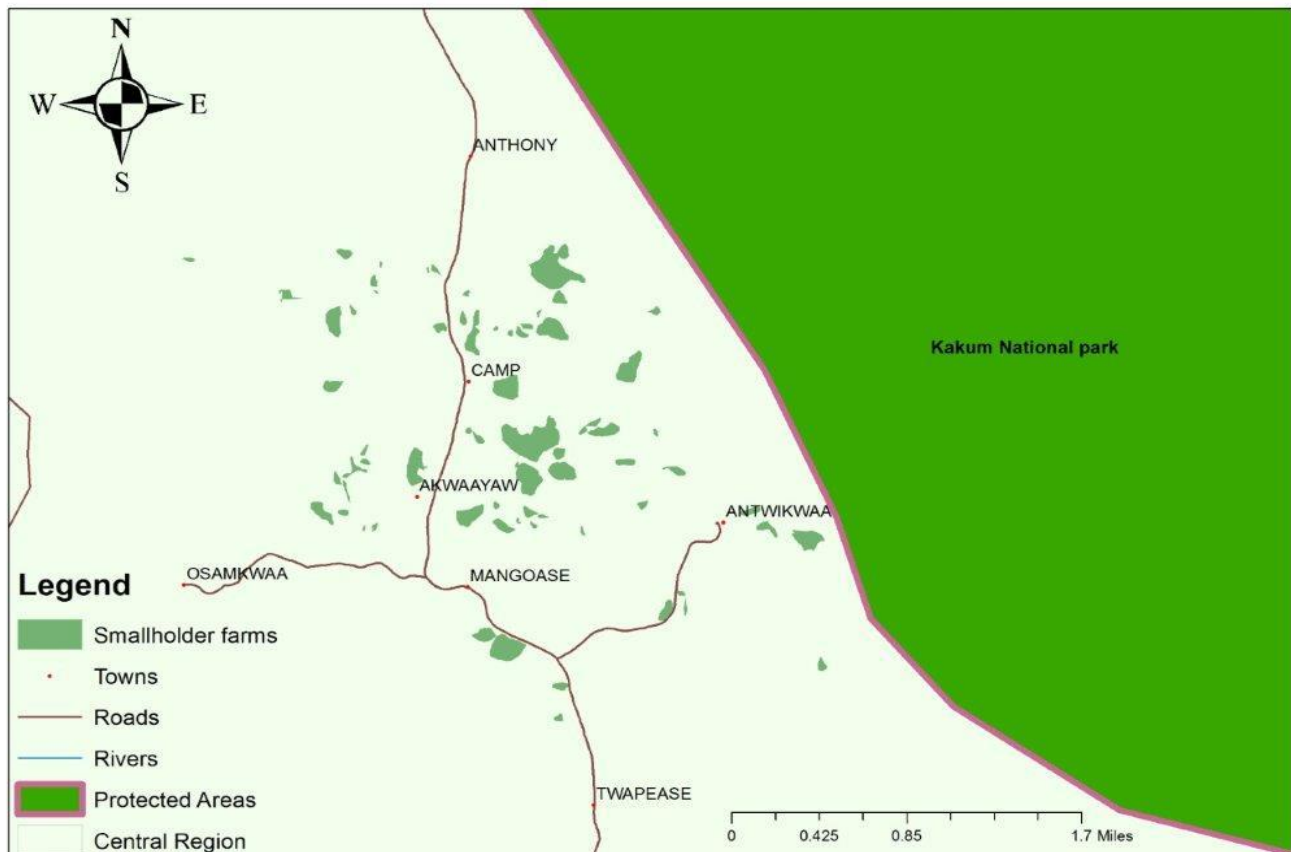 N
W E
S
ANTHONY
Kakum National park
CAMP
AKWAAYAW
ANTWIKWAA
OSAMKWAA
MANGOASE
TWAPEASE
Legend
Smallholder farms
Towns
Roads
Rivers
Protected Areas
Central Region
0 0.425 0.85 1.7 Miles